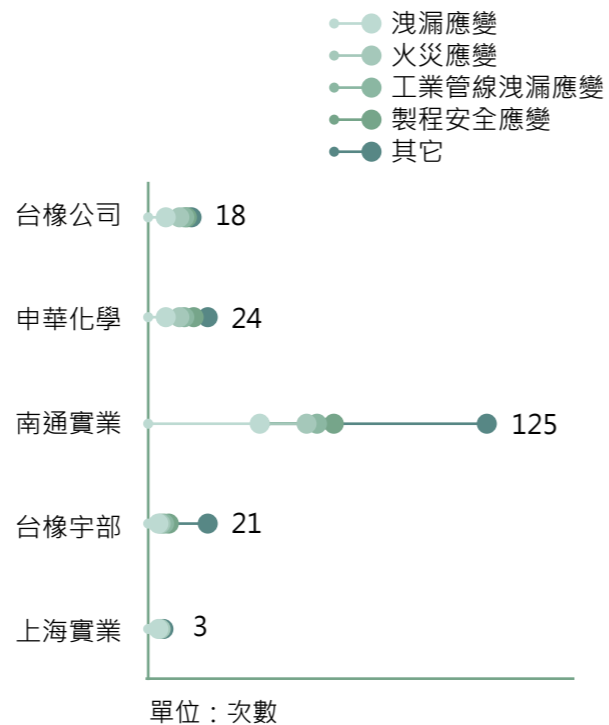 洩漏應變
火災應變
工業管線洩漏應變
製程安全應變
其它
台橡公司 18
申華化學 24
南通實業 125
台橡宇部 21
上海實業 3
單位：次數